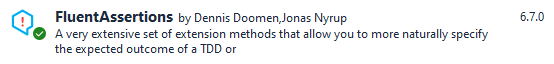 FluentAssertions by Dennis Doomen,Jonas Nyrup 6.7.0
A very extensive set of extension methods that allow you to more naturally specify
the expected outcome of a TDD or